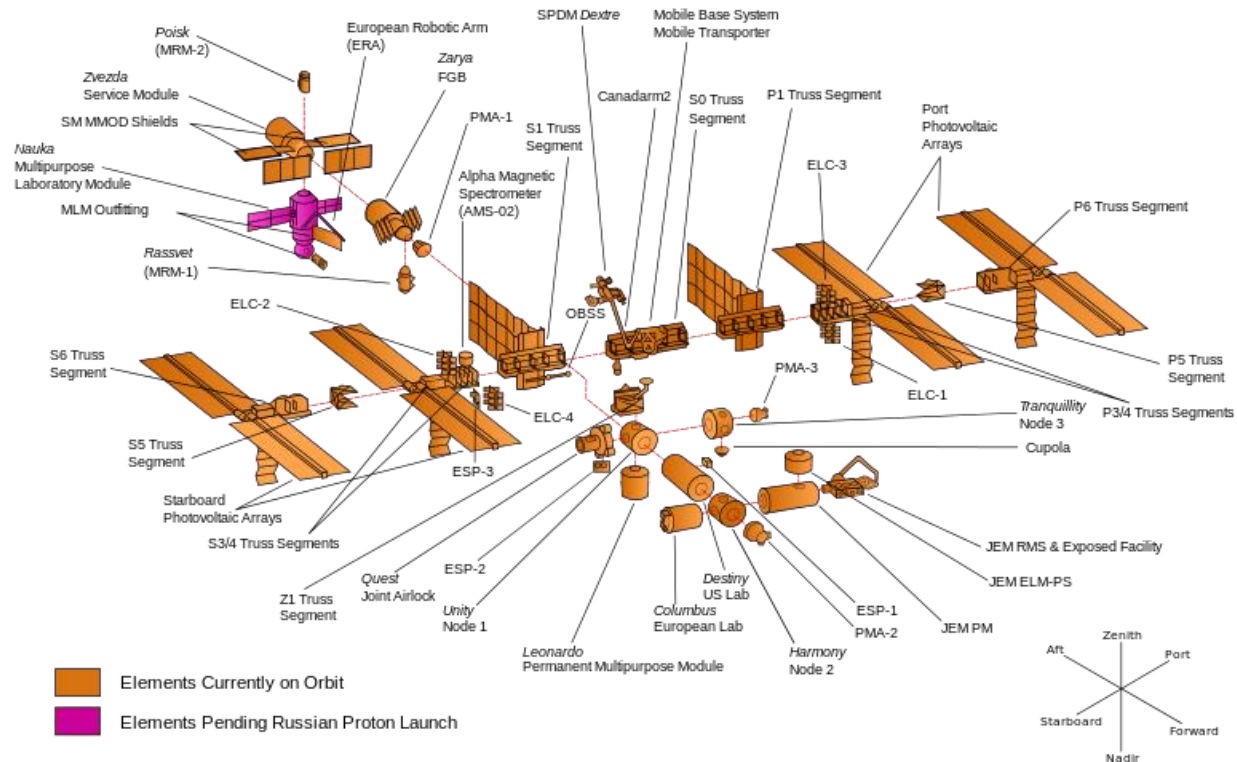 SPDM Dextre
Mobile Base System
Mobile Transporter
Poisk
(MRM-2)
European Robotic Arm
(ERA)
Zarya
FGB
Zvezda
Service Module
SM MMOD Shields
PMA-1
Canadarm2
S0 Truss
Segment
P1 Truss Segment
S1 Truss
Segment
Port
Photovoltaic
Arrays
Nauka
Multipurpose
Laboratory Module
MLM Outfitting
Alpha Magnetic
Spectrometer
(AMS-02)
ELC-3
P6 Truss Segment
Rassvet
(MRM-1)
ELC-2
OBSS
S6 Truss
Segment
P5 Truss
Segment
PMA-3
ELC-1
ELC-4
Tranquillity
Node 3
P3/4 Truss Segments
S5 Truss
Segment
Cupola
ESP-3
Starboard
Photovoltaic Arrays
S3/4 Truss Segments
JEM RMS & Exposed Facility
ESP-2
JEM ELM-PS
Z1 Truss
Segment
Quest
Joint Airlock
Unity
Node 1
Destiny
US Lab
Columbus
European Lab
ESP-1
PMA-2
JEM PM
Leonardo
Permanent Multipurpose Module
Harmony
Node 2
Zenith
Aft
Port
Starboard
Forward
Nadir
Elements Currently on Orbit
Elements Pending Russian Proton Launch